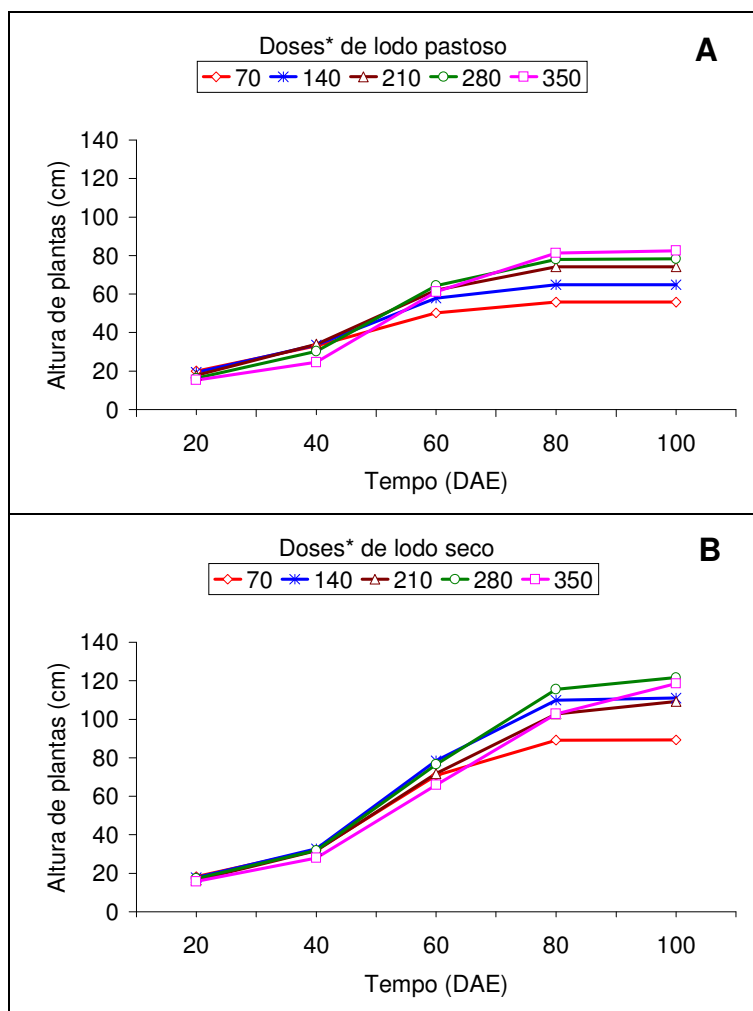 Doses* de lodo pastoso
A
70 140 210 280 350
140
120
100
80
60
40
20
0
Altura de plantas (cm)
20 40 60 80 100
Tempo (DAE)
Doses* de lodo seco
B
70 140 210 280 350
140
120
100
80
60
40
20
0
Altura de plantas (cm)
20 40 60 80 100
Tempo (DAE)